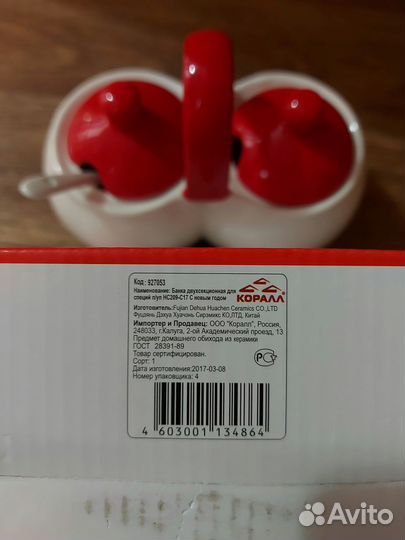 Код : 927053
Наименование: Банка двухсекционная для
специй п/уп HC209-C17 С новым годом
КОРАЛЛ
Изготовитель:Fujian Dehua Huachen Ceramics CO.,LTD
Фуцзянь Дэхуа Хуачэнь Сирэмикс КО,ЛТД, Китай
Импортер и Продавец: ООО "Коралл", Россия,
248033, г.Калуга, 2-ой Академический проезд, 13
Предмет домашнего обихода из керамики
ГОСТ 28391-89
Товар сертифицирован.
Сорт: 1
Дата изготовления:2017-03-08
Номер упаковщика: 4
4 603001 134864
Avito